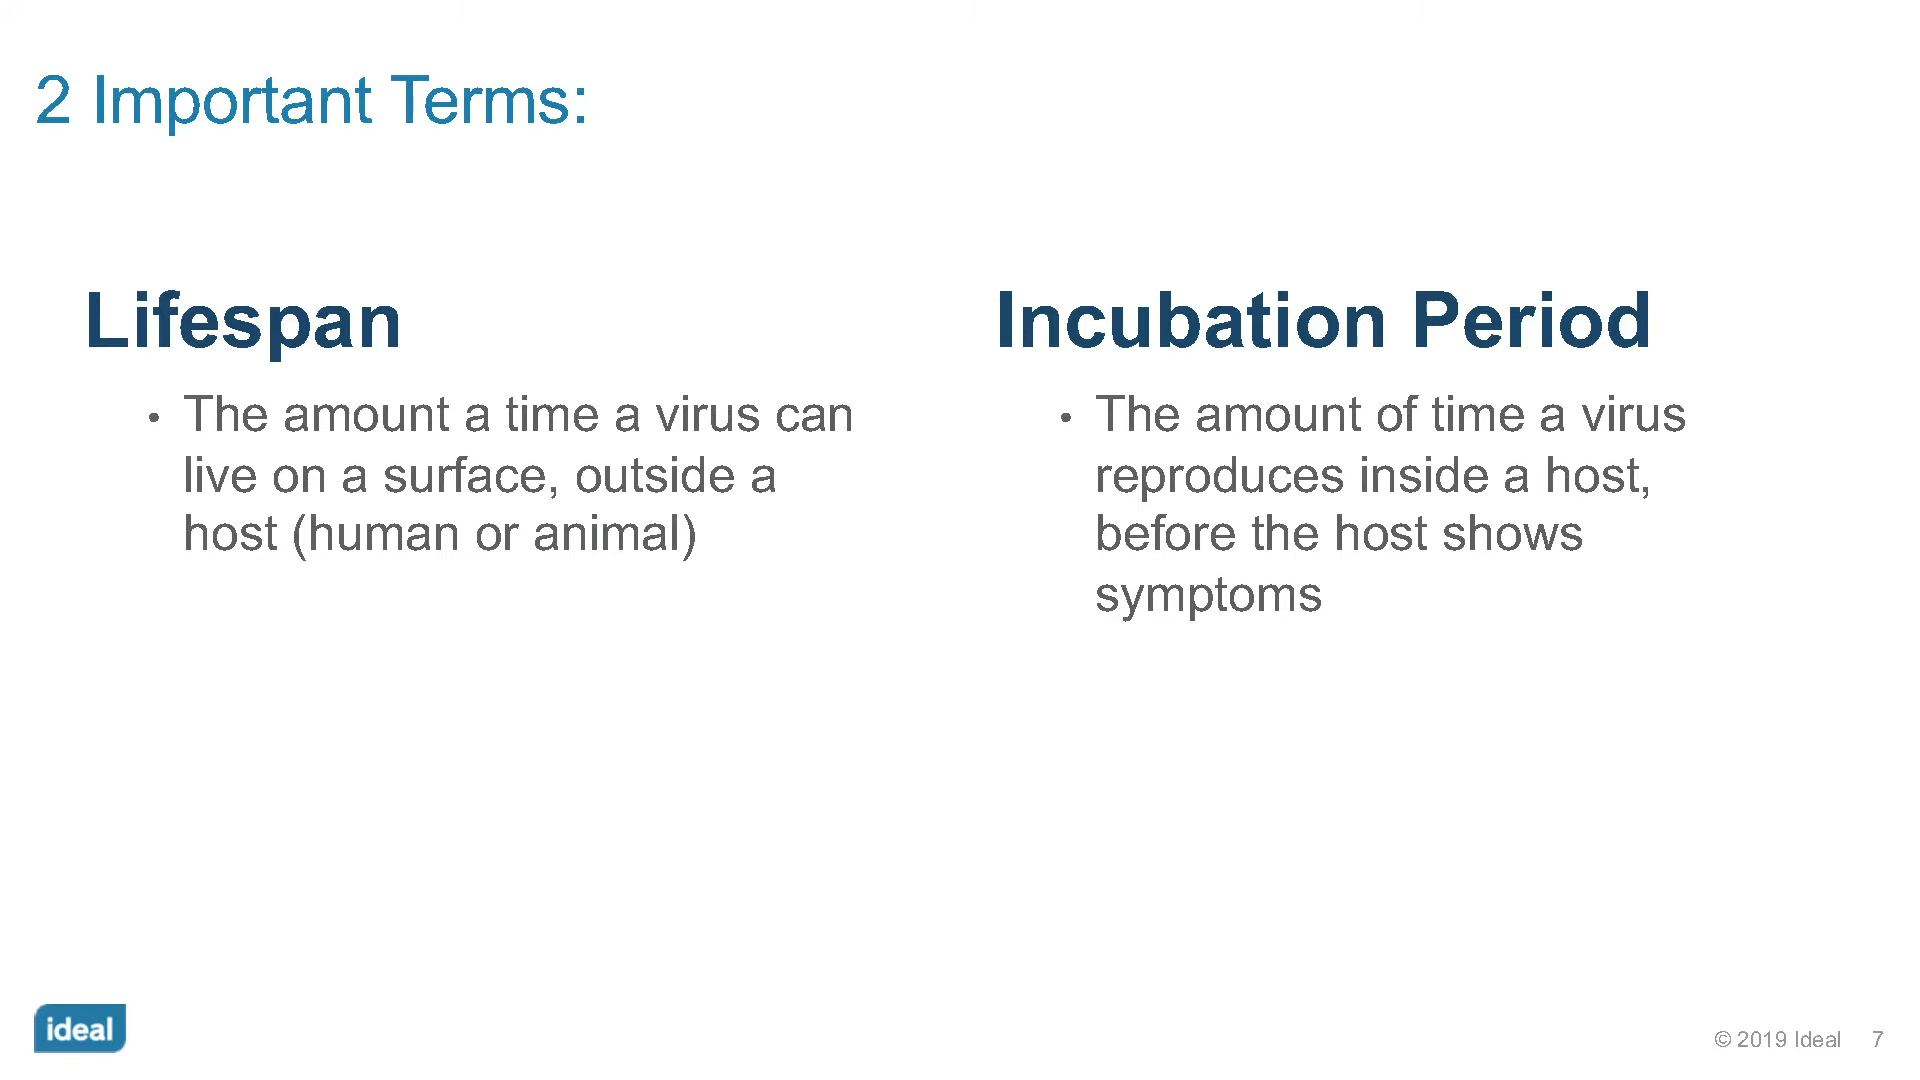 2 Important Terms:
Lifespan
• The amount a time a virus can
live on a surface, outside a
host (human or animal)
Incubation Period
• The amount of time a virus
reproduces inside a host,
before the host shows
symptoms
ideal
© 2019 Ideal 7